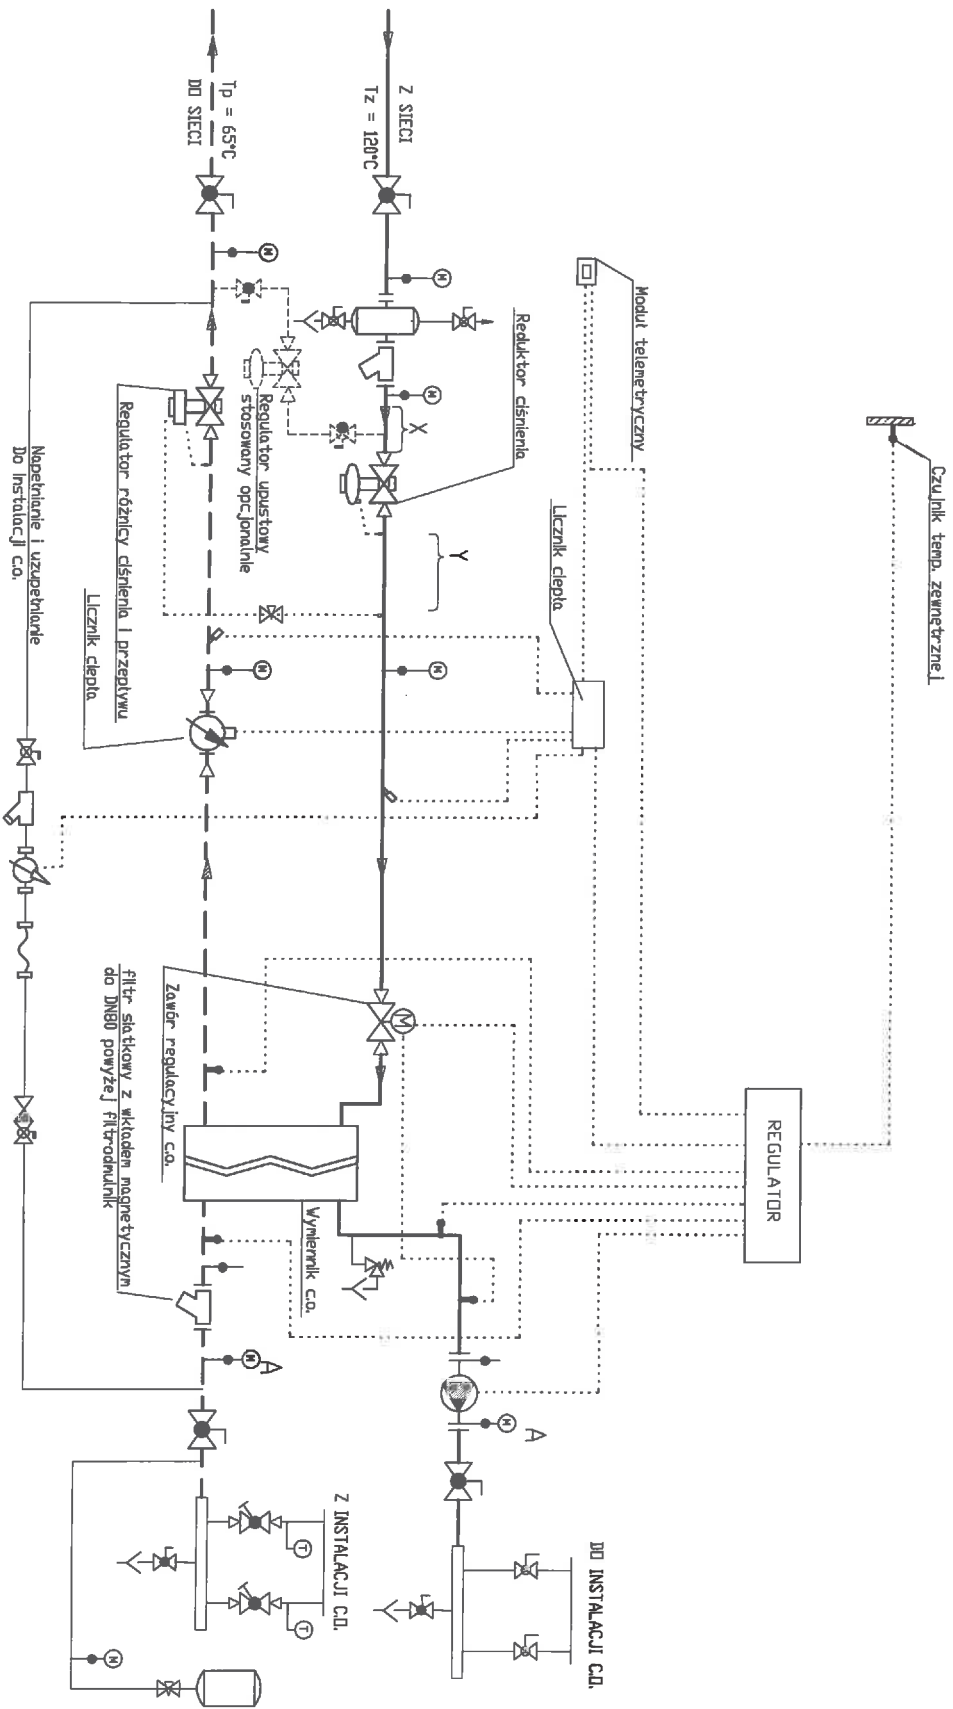 Czujnik temp. zewnętrznej
REGULATOR
Moduł telemetryczny
Reduktor ciśnienia
Licznik ciepła
DO INSTALACJI C.O.
Z SIECI
Tz = 120°C
M
M
X
Y
M
M
M
A
Regulator upustowy
stosowany opcjonalnie
Wymiennik c.o.
Z INSTALACJI C.O.
T
T
Tp = 65°C
DO SIECI
M
M
M
A
Zawór regulacyjny c.o.
Regulator różnicy ciśnienia i przepływu
Licznik ciepła
filtr siatkowy z wkładem magnetycznym
do DN80 powyżej filtrodmulnik
M
Napełnianie i uzupełnianie
Do instalacji c.o.